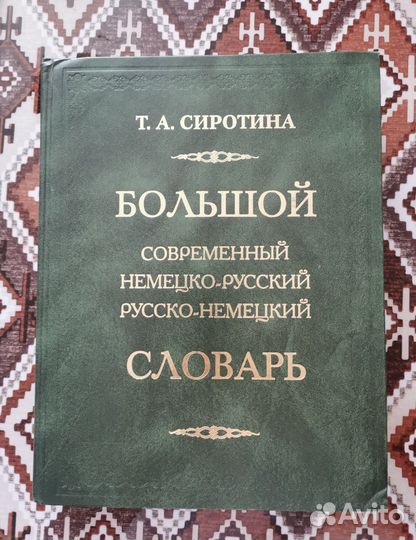 Т. А. СИРОТИНА
БОЛЬШОЙ
СОВРЕМЕННЫЙ
НЕМЕЦКО-РУССКИЙ
РУССКО-НЕМЕЦКИЙ
СЛОВАРЬ
Avito